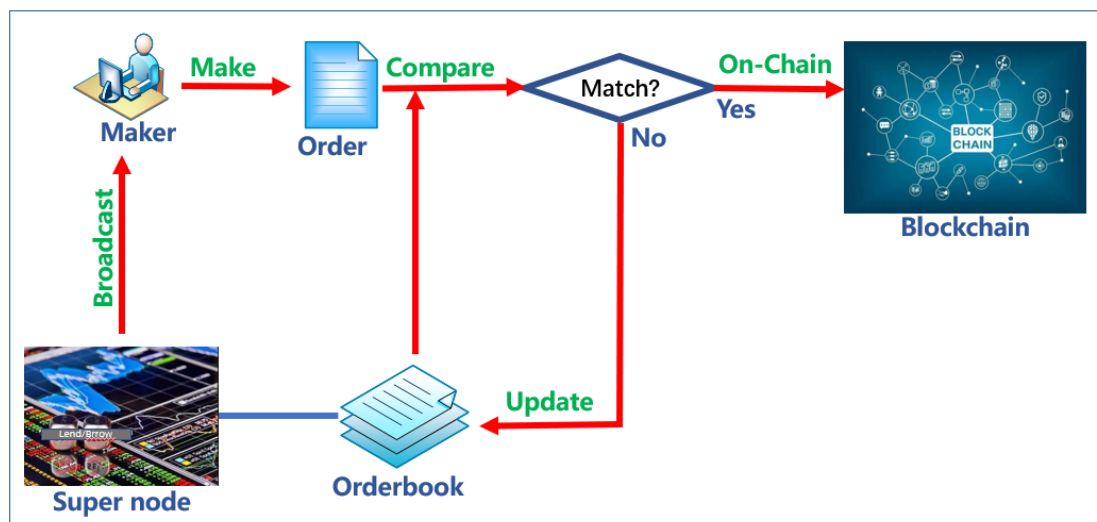 Make
Compare
Match?
On-Chain
Yes
No
Maker
Order
BLOCK
CHAIN
Blockchain
Broadcast
Lend/Brrow
Update
Super node
Orderbook